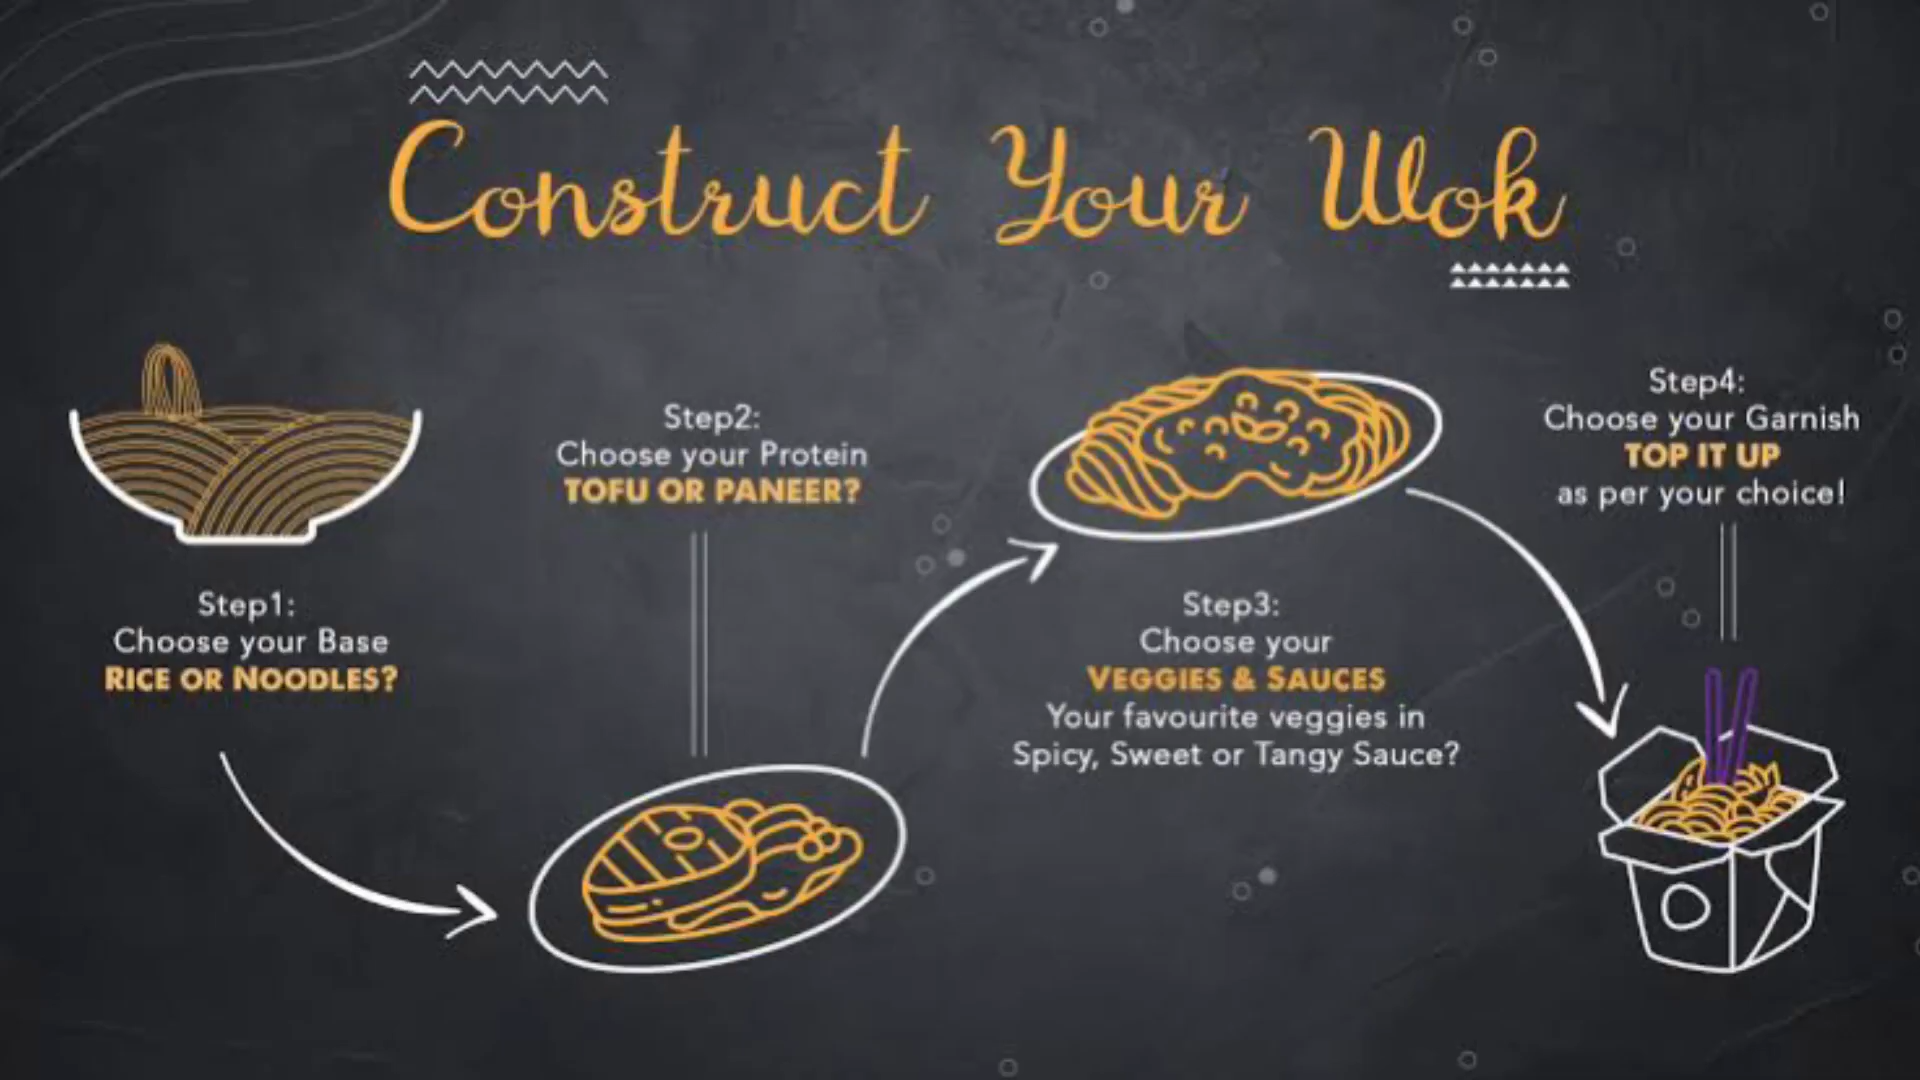 Construct Your Wok
Step1:
Choose your Base
RICE OR NOODLES?
Step2:
Choose your Protein
TOFU OR PANEER?
Step3:
Choose your
VEGGIES & SAUCES
Your favourite veggies in
Spicy, Sweet or Tangy Sauce?
Step4:
Choose your Garnish
TOP IT UP
as per your choice!